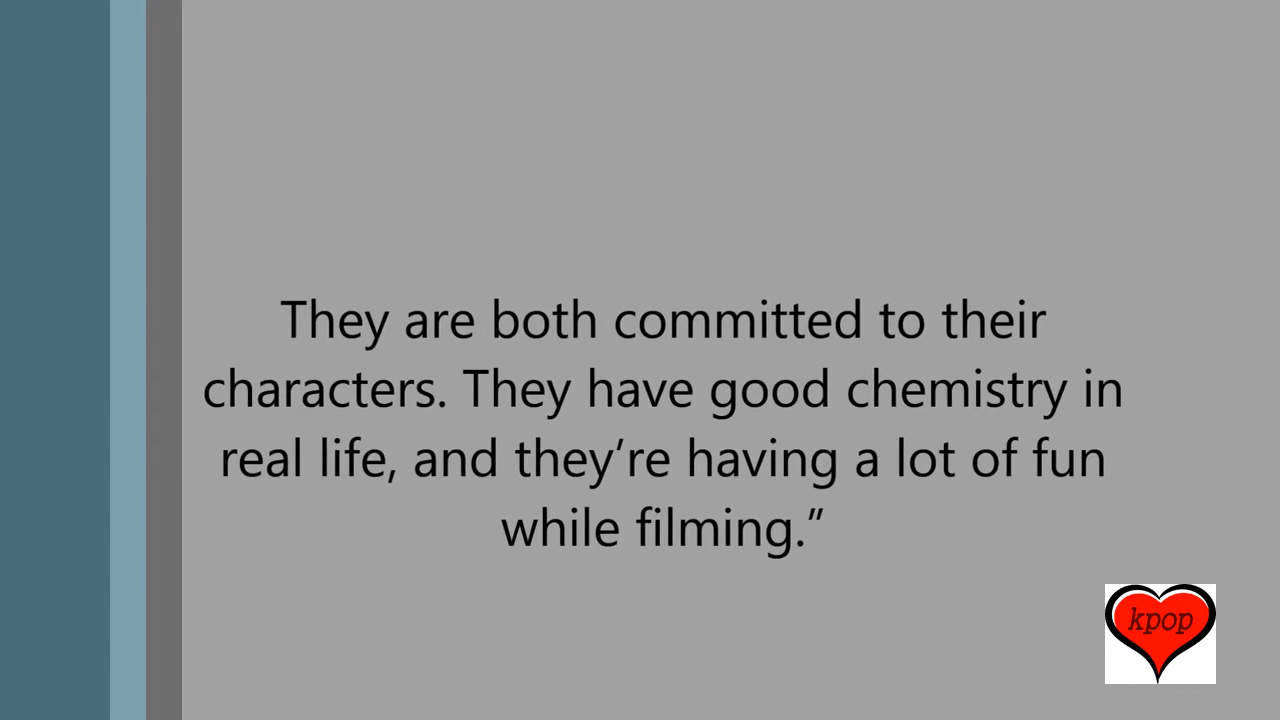 They are both committed to their
characters. They have good chemistry in
real life, and they’re having a lot of fun
while filming.”
kpop